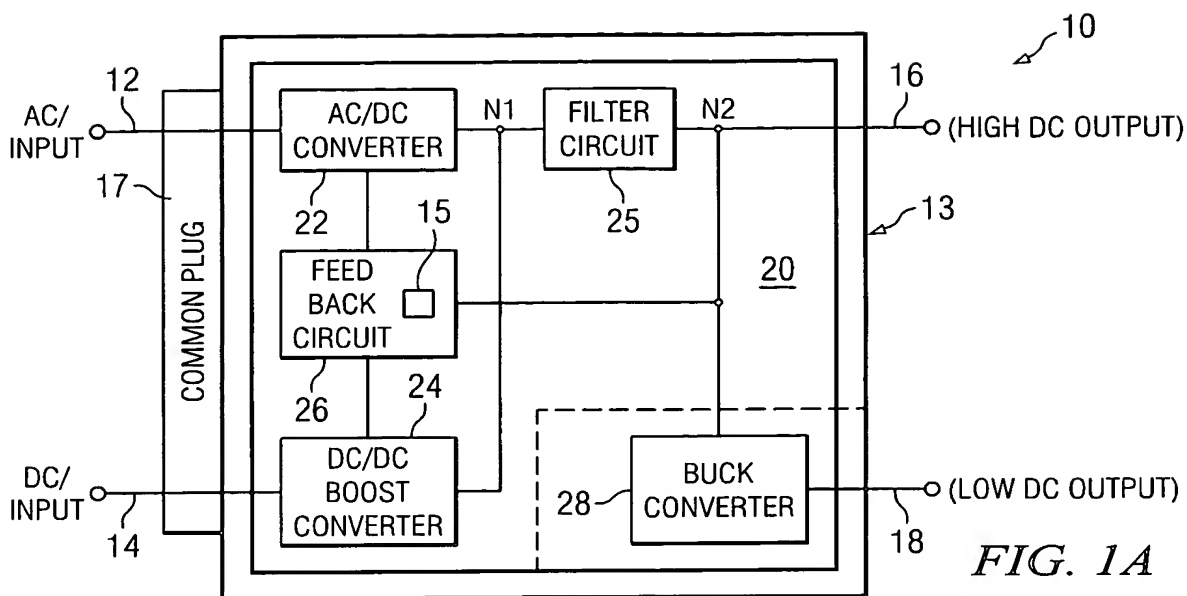 10
AC/
INPUT
12
17
COMMON PLUG
AC/DC
CONVERTER
22
N1
FILTER
CIRCUIT
25
N2
16
(HIGH DC OUTPUT)
13
15
FEED
BACK
CIRCUIT
26
20
24
DC/
INPUT
14
DC/DC
BOOST
CONVERTER
28
BUCK
CONVERTER
18
(LOW DC OUTPUT)
FIG. 1A